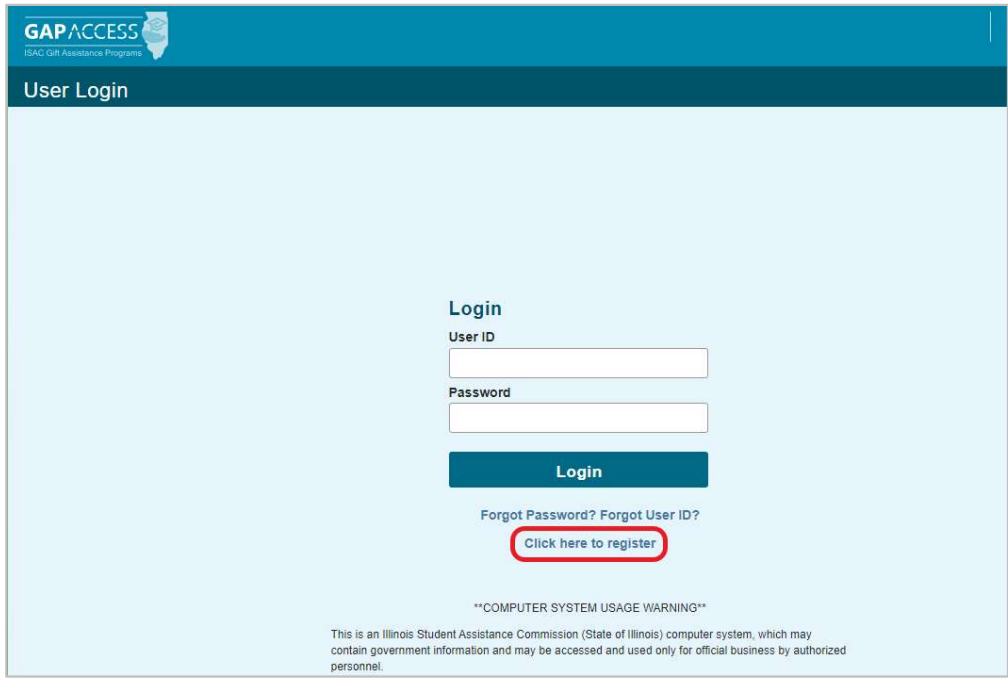 GAP ACCESS
ISAC Gift Assistance Programs
User Login
Login
User ID
Password
Login
Forgot Password? Forgot User ID?
Click here to register
**COMPUTER SYSTEM USAGE WARNING**
This is an Illinois Student Assistance Commission (State of Illinois) computer system, which may
contain government information and may be accessed and used only for official business by authorized
personnel.